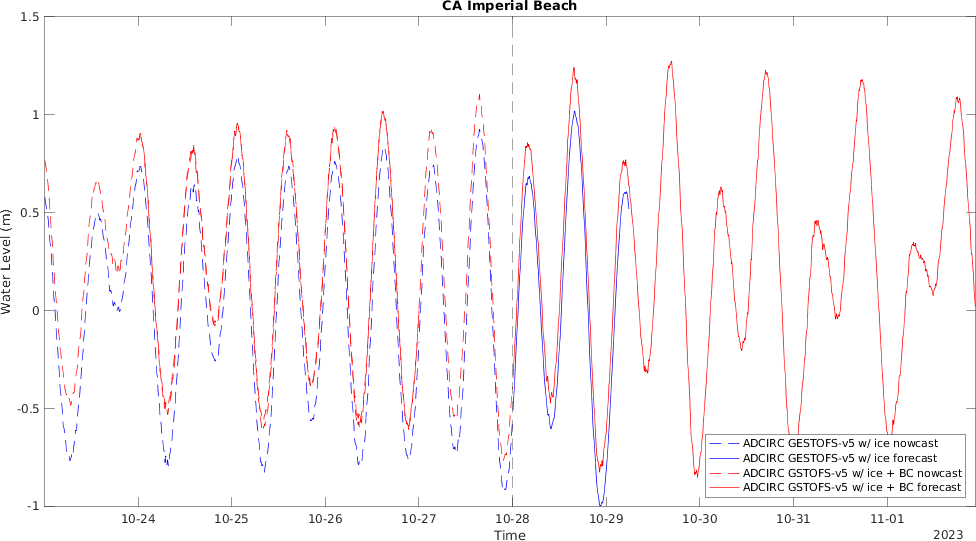 CA Imperial Beach
1.5
1
0.5
0
-0.5
-1
Water Level (m)
10-24
10-25
10-26
10-27
10-28
10-29
10-30
10-31
11-01
Time
2023
ADCIRC GESTOFS-v5 w/ ice nowcast
ADCIRC GESTOFS-v5 w/ ice forecast
ADCIRC GSTOFS-v5 w/ ice + BC nowcast
ADCIRC GSTOFS-v5 w/ ice + BC forecast